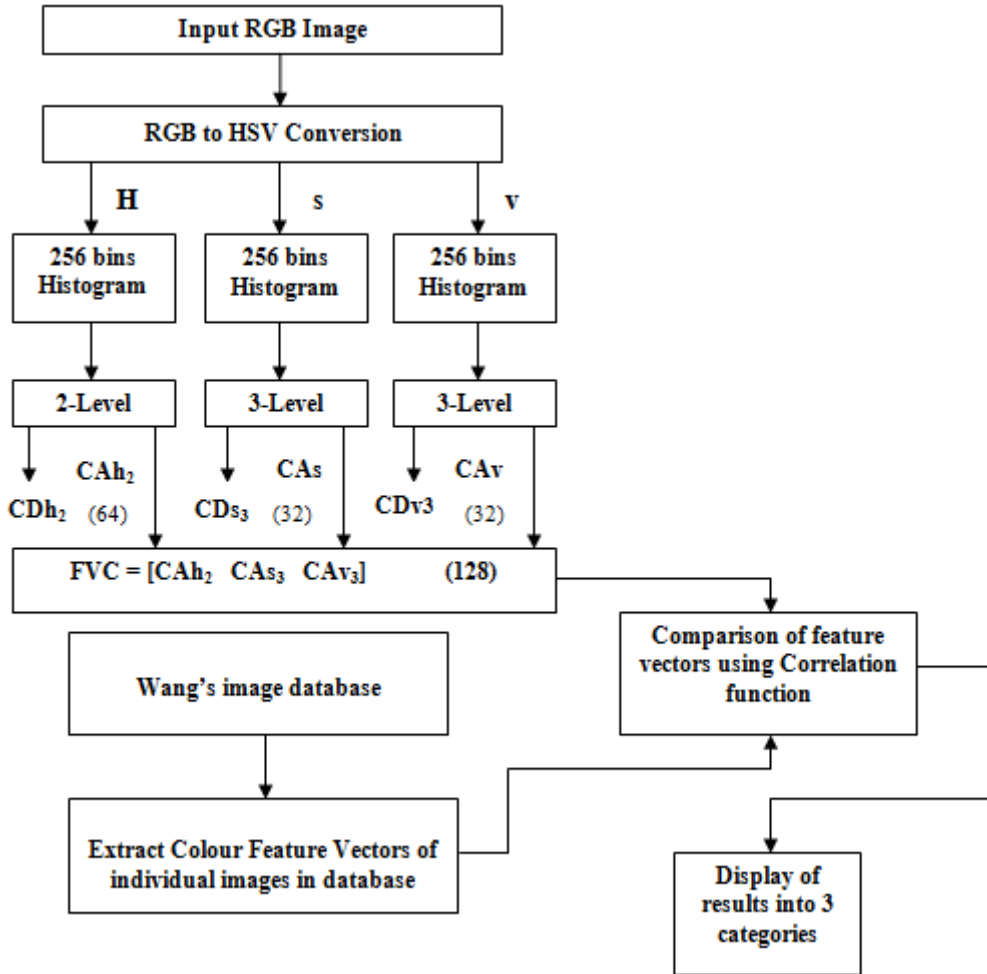 Input RGB Image
RGB to HSV Conversion
H
s
v
256 bins
Histogram
256 bins
Histogram
256 bins
Histogram
2-Level
3-Level
3-Level
CAh₂
CAs
CAv
CDh₂
(64)
CDs₃
(32)
CDv3
(32)
FVC = [CAh₂ CAs₃ CAv₃] (128)
Comparison of feature
vectors using Correlation
function
Wang’s image database
Extract Colour Feature Vectors of
individual images in database
Display of
results into 3
categories